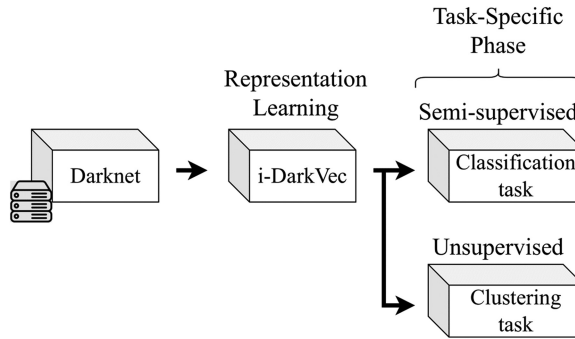 Task-Specific
Phase
Representation
Learning
Semi-supervised
Darknet
i-DarkVec
Classification
task
Unsupervised
Clustering
task